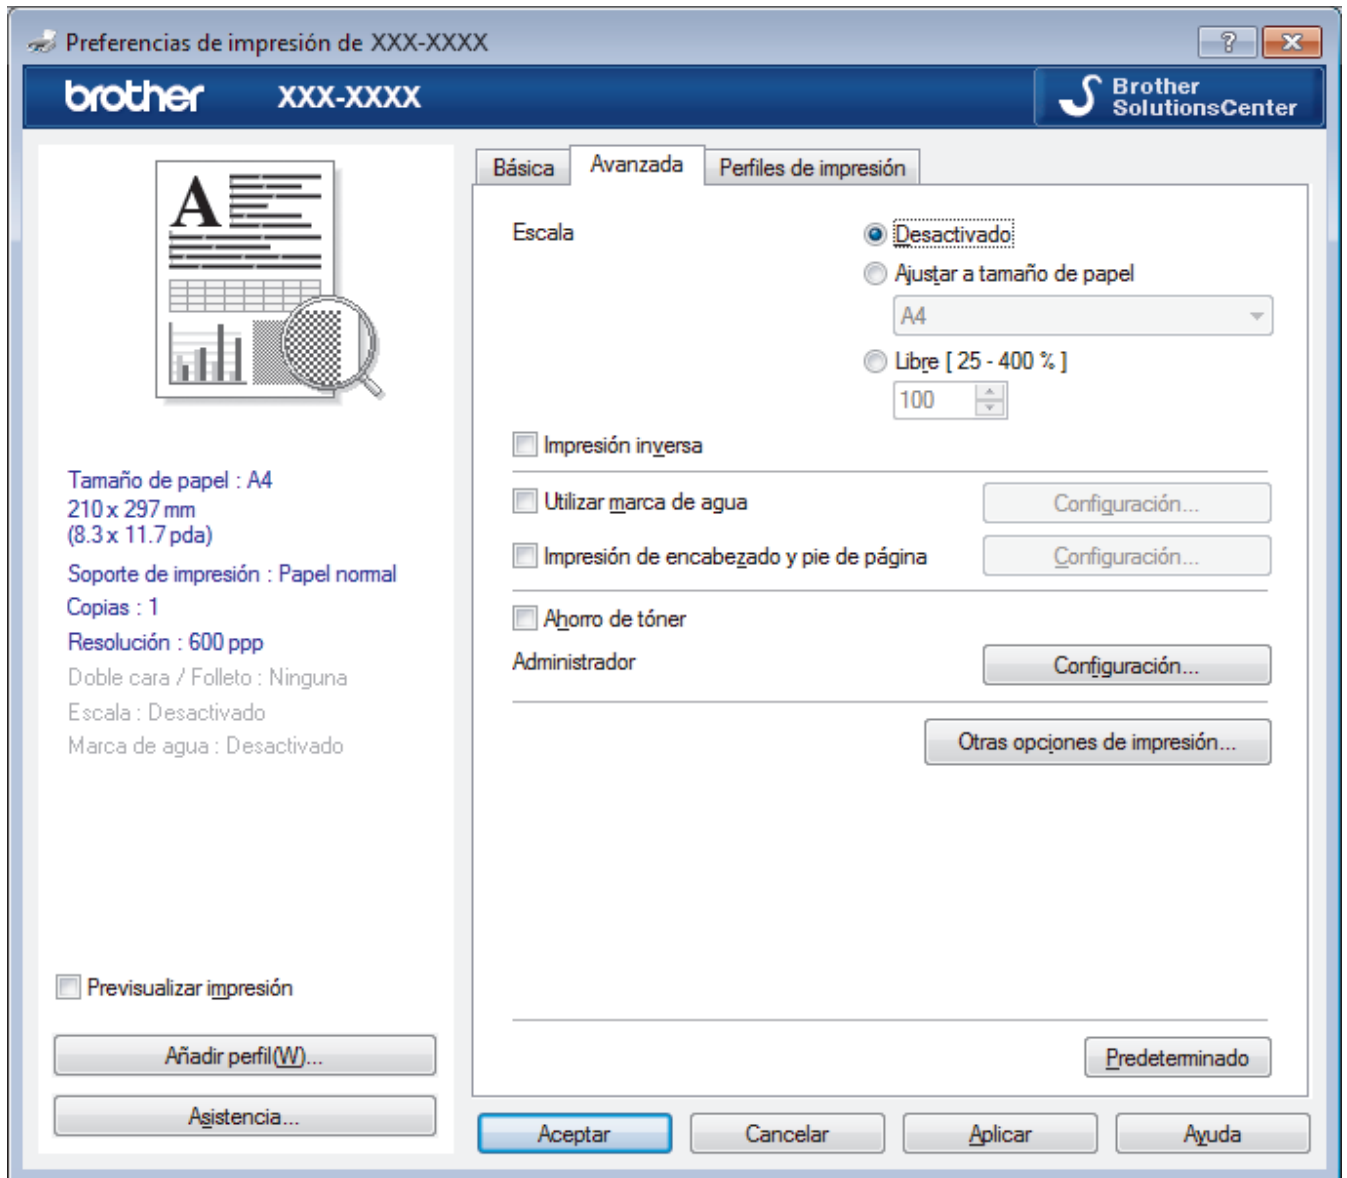 Preferencias de impresión de XXX-XXXX
brother XXX-XXXX
Brother
SolutionsCenter
Básica Avanzada Perfiles de impresión
A
Tamaño de papel : A4
210 x 297 mm
(8.3 x 11.7 pda)
Soporte de impresión : Papel normal
Copias : 1
Resolución : 600 ppp
Doble cara / Folleto : Ninguna
Escala : Desactivado
Marca de agua : Desactivado
Previsualizar impresión
Añadir perfil(W)...
Asistencia...
Escala
Desactivado
Ajustar a tamaño de papel
A4
Libre [ 25 - 400 % ]
100
Impresión inversa
Utilizar marca de agua Configuración...
Impresión de encabezado y pie de página Configuración...
Ahorro de tóner
Administrador Configuración...
Otras opciones de impresión...
Predeterminado
Aceptar Cancelar Aplicar Ayuda